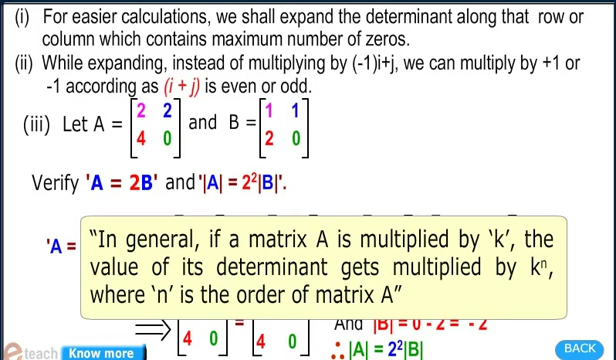 (i) For easier calculations, we shall expand the determinant along that row or
column which contains maximum number of zeros.
(ii) While expanding, instead of multiplying by (-1)i+j, we can multiply by +1 or
-1 according as (i + j) is even or odd.
(iii) Let A = [2 2 4 0] and B = [1 1 2 0]
Verify 'A = 2B' and '|A| = 2²|B|'.
'A =
"In general, if a matrix A is multiplied by 'k', the
value of its determinant gets multiplied by kⁿ,
where 'n' is the order of matrix A"
⟹ 4 0 = 4 0 And |B| = 0 - 2 = - 2
∴ |A| = 2²|B|
eteach Know more BACK